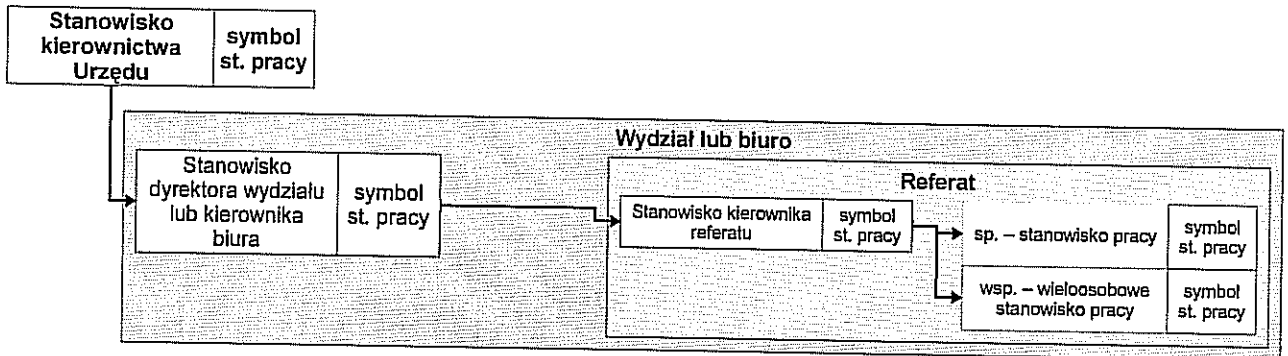 Stanowisko
kierownictwa
Urzędu
symbol
st. pracy
Wydział lub biuro
Stanowisko
dyrektora wydziału
lub kierownika
biura
symbol
st. pracy
Referat
Stanowisko kierownika
referatu
symbol
st. pracy
sp. – stanowisko pracy
symbol
st. pracy
wsp. – wieloosobowe
stanowisko pracy
symbol
st. pracy